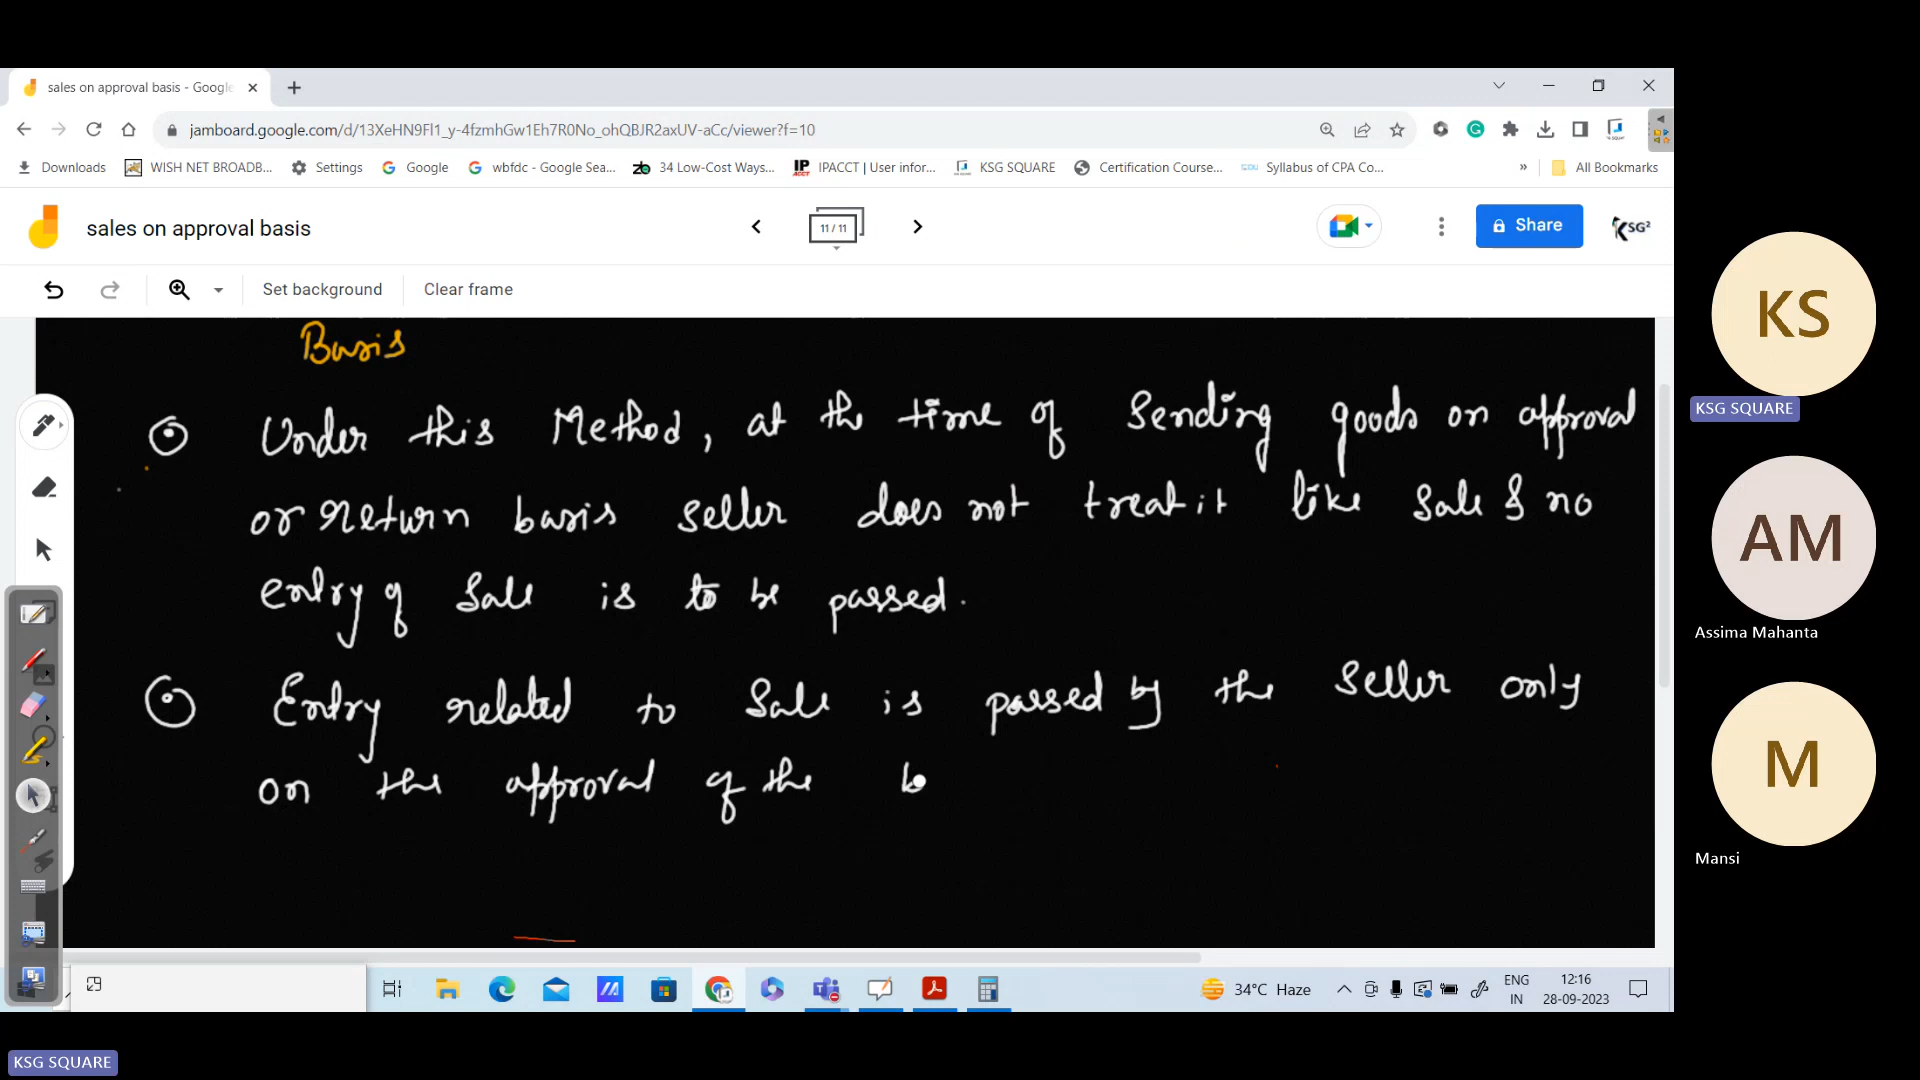 sales on approval basis - Google
jamboard.google.com/d/13XeHN9Fl1_y-4fzmhGw1Eh7R0No_ohQBJR2axUV-aCc/viewer?f=10
Downloads WISH NET BROADB... Settings Google wbfdc - Google Sea... 34 Low-Cost Ways... IPACCT | User infor... KSG SQUARE Certification Course... Syllabus of CPA Co... » All Bookmarks
sales on approval basis
11 / 11
Share
KSG²
Set background Clear frame
Basis
Under this Method, at the time of Sending goods on approval
or return basis seller does not treat it like Sale & no
entry of Sale is to be passed.
Entry related to Sale is passed by the Seller only
on the approval of the b
KS
KSG SQUARE
AM
Assima Mahanta
M
Mansi
34°C Haze
ENG
IN
12:16
28-09-2023
KSG SQUARE